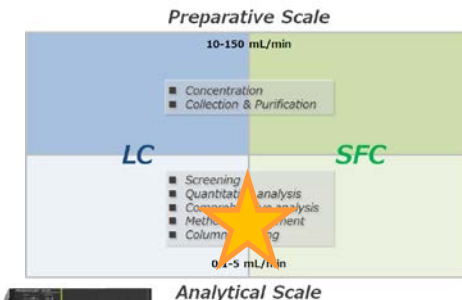 Preparative Scale
10-150 mL/min
■ Concentration
■ Collection & Purification
LC
SFC
■ Screening
■ Quantitative analysis
■ analysis
■
■ Column
mL/min
Analytical Scale